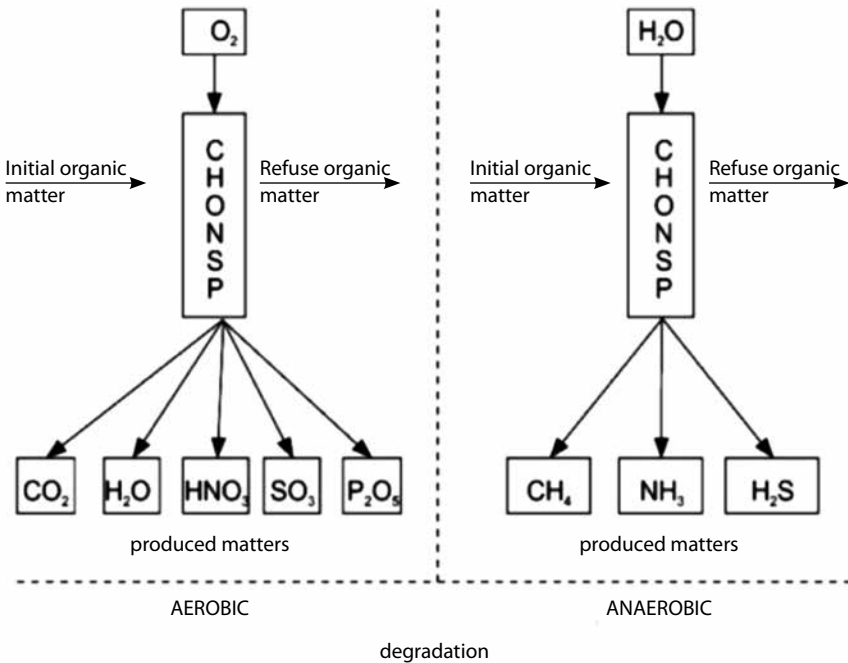 O₂
Initial organic
matter
C
H
O
N
S
P
Refuse organic
matter
CO₂ H₂O HNO₃ SO₃ P₂O₅
produced matters
AEROBIC
H₂O
Initial organic
matter
C
H
O
N
S
P
Refuse organic
matter
CH₄ NH₃ H₂S
produced matters
ANAEROBIC
degradation